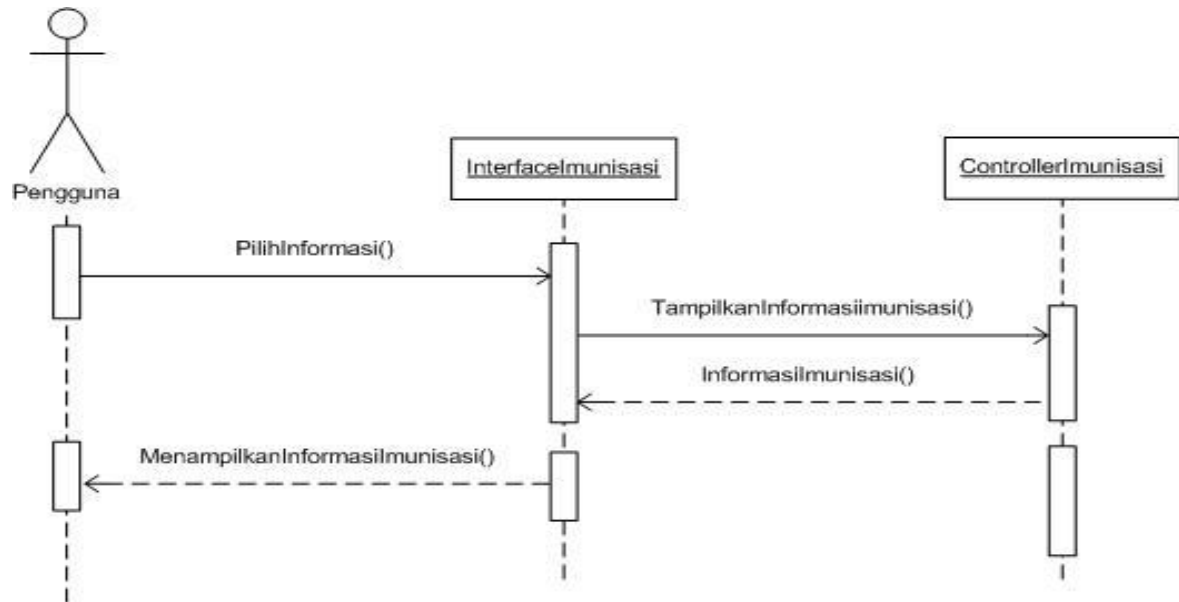 Pengguna
InterfaceImunisasi
ControllerImunisasi
PilihInformasi()
TampilkanInformasiimunisasi()
InformasiImunisasi()
MenampilkanInformasiImunisasi()